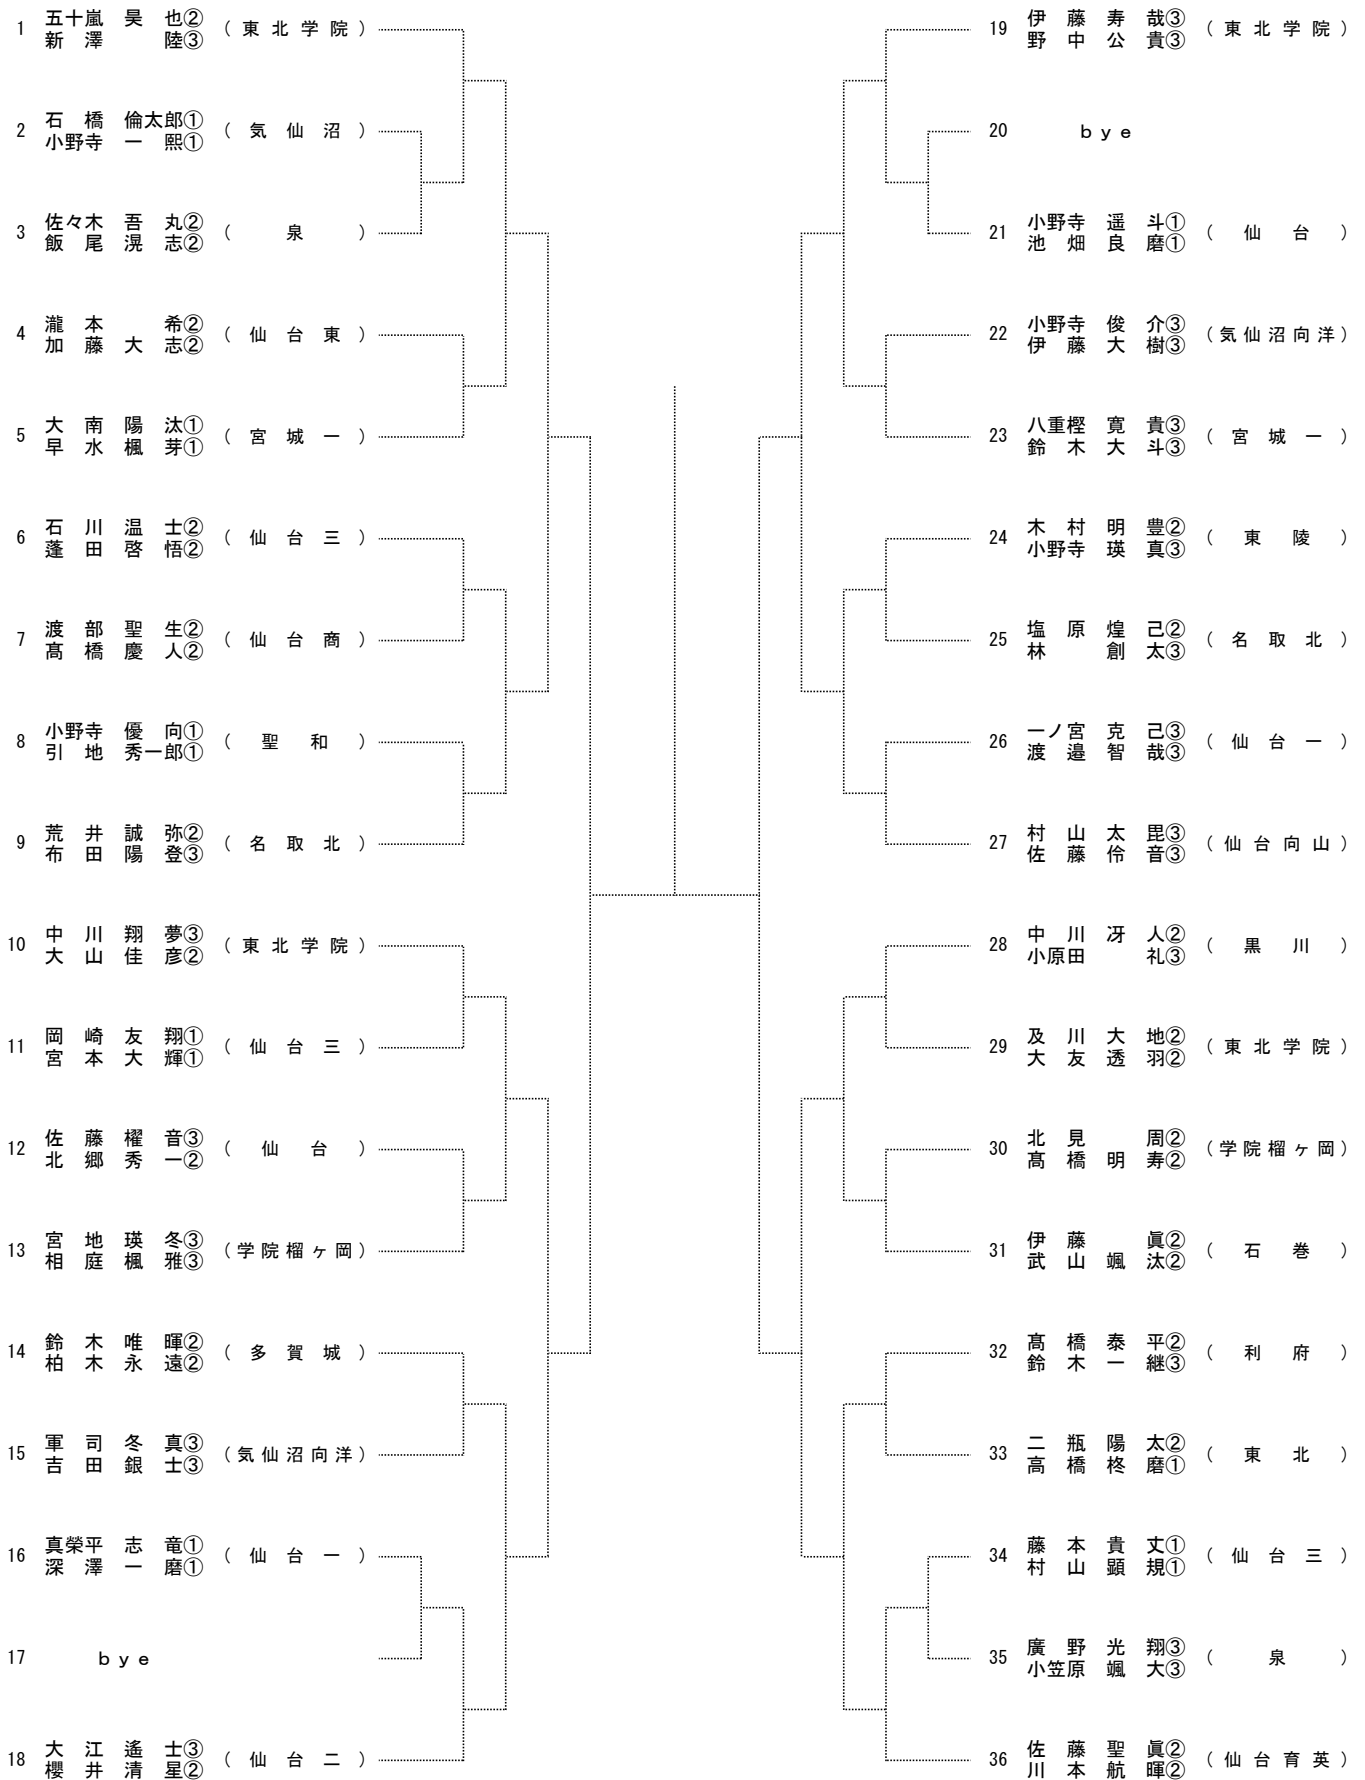 1 五十嵐 昊 也② (東北学院)
新 澤 陸③
2 石 橋 倫太郎① (気仙沼)
小野寺 一 熙①
3 佐々木 吾 丸② (泉)
飯 尾 滉 志②
4 瀧 本 希② (仙台東)
加 藤 大 志②
5 大 南 陽 汰① (宮城一)
早 水 楓 芽①
6 石 川 温 士② (仙台三)
蓬 田 啓 悟②
7 渡 部 聖 生② (仙台商)
髙 橋 慶 人②
8 小野寺 優 向① (聖和)
引 地 秀一郎①
9 荒 井 誠 弥② (名取北)
布 田 陽 登③
10 中 川 翔 夢③ (東北学院)
大 山 佳 彦②
11 岡 崎 友 翔① (仙台三)
宮 本 大 輝①
12 佐 藤 櫂 音③ (仙台)
北 郷 秀 一②
13 宮 地 瑛 冬③ (学院榴ヶ岡)
相 庭 楓 雅③
14 鈴 木 唯 暉② (多賀城)
柏 木 永 遠②
15 軍 司 冬 真③ (気仙沼向洋)
吉 田 銀 士③
16 真榮平 志 竜① (仙台一)
深 澤 一 磨①
17 bye
18 大 江 遙 士③ (仙台二)
櫻 井 清 星②
19 伊 藤 寿 哉③ (東北学院)
野 中 公 貴③
20 bye
21 小野寺 遥 斗① (仙台)
池 畑 良 磨①
22 小野寺 俊 介③ (気仙沼向洋)
伊 藤 大 樹③
23 八重樫 寛 貴③ (宮城一)
鈴 木 大 斗③
24 木 村 明 豊② (東陵)
小野寺 瑛 真③
25 塩 原 煌 己② (名取北)
林 創 太③
26 一ノ宮 克 己③ (仙台一)
渡 邉 智 哉③
27 村 山 太 毘③ (仙台向山)
佐 藤 伶 音③
28 中 川 冴 人② (黒川)
小原田 礼③
29 及 川 大 地② (東北学院)
大 友 透 羽②
30 北 見 周② (学院榴ヶ岡)
髙 橋 明 寿②
31 伊 藤 眞② (石巻)
武 山 颯 汰②
32 髙 橋 泰 平② (利府)
鈴 木 一 継③
33 二 瓶 陽 太② (東北)
高 橋 柊 磨①
34 藤 本 貴 丈① (仙台三)
村 山 顕 規①
35 廣 野 光 翔③ (泉)
小笠原 颯 大③
36 佐 藤 聖 眞② (仙台育英)
川 本 航 暉②